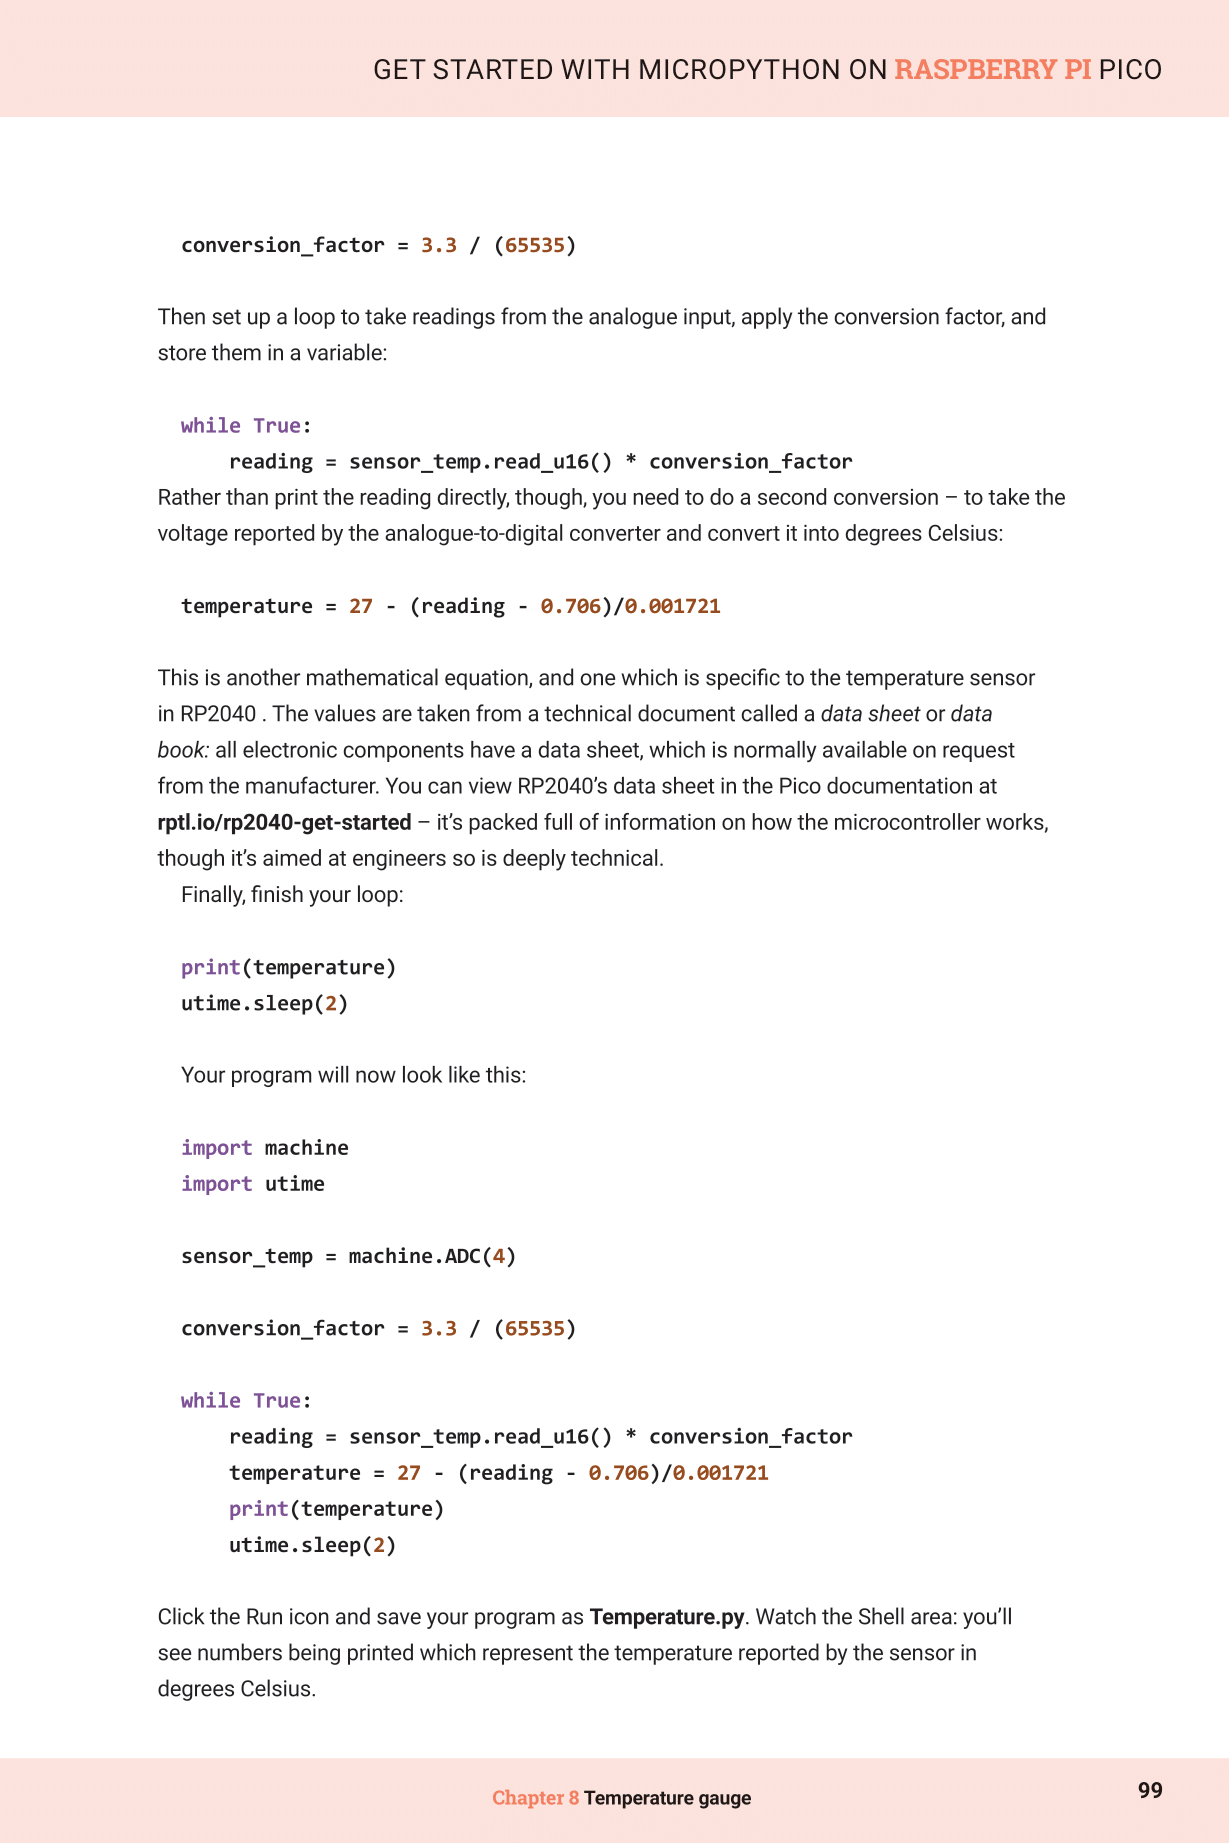 GET STARTED WITH MICROPYTHON ON RASPBERRY PI PICO
conversion_factor = 3.3 / (65535)
Then set up a loop to take readings from the analogue input, apply the conversion factor, and
store them in a variable:
while True:
    reading = sensor_temp.read_u16() * conversion_factor
Rather than print the reading directly, though, you need to do a second conversion – to take the
voltage reported by the analogue-to-digital converter and convert it into degrees Celsius:
temperature = 27 - (reading - 0.706)/0.001721
This is another mathematical equation, and one which is specific to the temperature sensor
in RP2040 . The values are taken from a technical document called a data sheet or data
book: all electronic components have a data sheet, which is normally available on request
from the manufacturer. You can view RP2040’s data sheet in the Pico documentation at
rptl.io/rp2040-get-started – it’s packed full of information on how the microcontroller works,
though it’s aimed at engineers so is deeply technical.
Finally, finish your loop:
print(temperature)
utime.sleep(2)
Your program will now look like this:
import machine
import utime
sensor_temp = machine.ADC(4)
conversion_factor = 3.3 / (65535)
while True:
    reading = sensor_temp.read_u16() * conversion_factor
    temperature = 27 - (reading - 0.706)/0.001721
    print(temperature)
    utime.sleep(2)
Click the Run icon and save your program as Temperature.py. Watch the Shell area: you’ll
see numbers being printed which represent the temperature reported by the sensor in
degrees Celsius.
Chapter 8 Temperature gauge
99